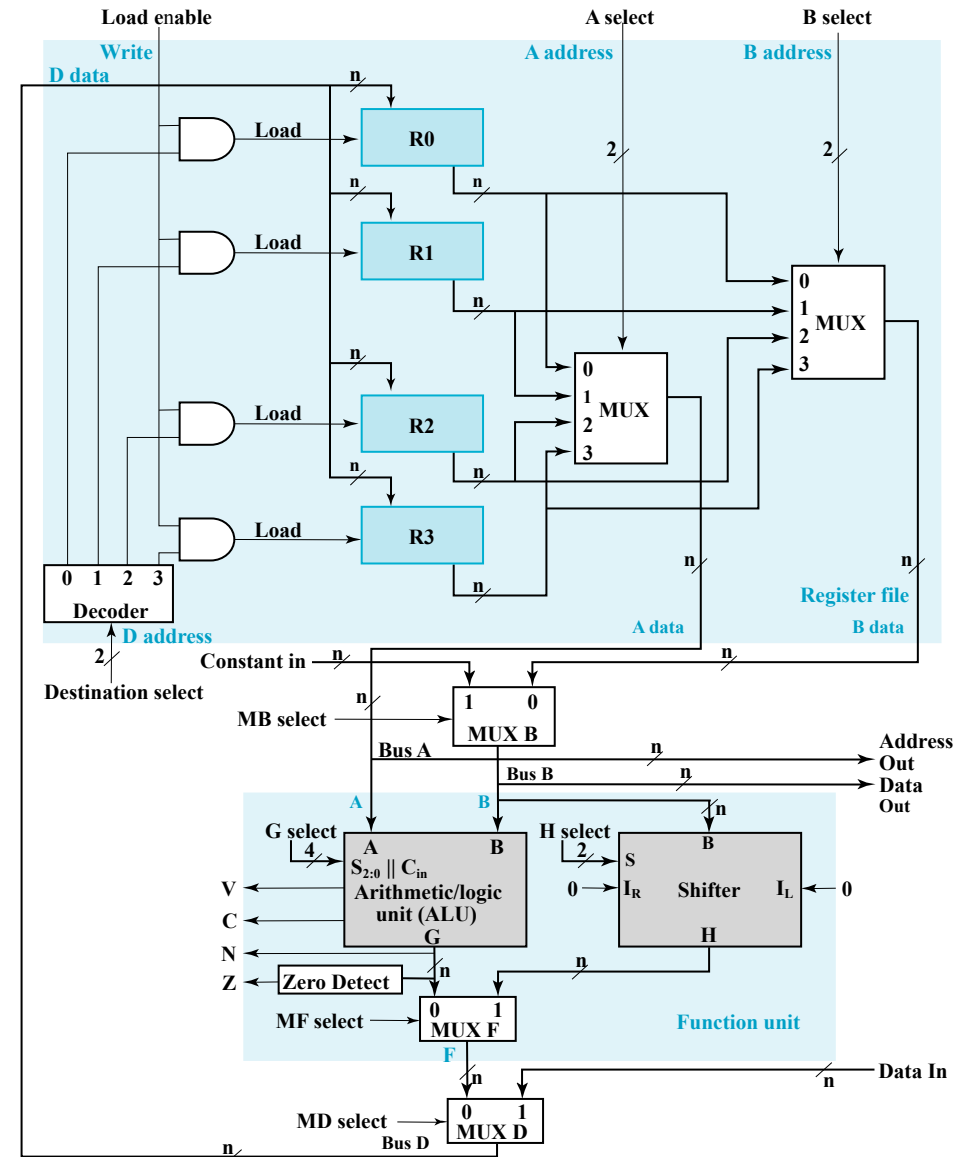 Load enable
A select
B select
Write
A address
B address
D data
n
Load
R0
2
2
n
n
Load
R1
0
n
1
MUX
2
n
3
0
1
MUX
Load
R2
2
3
n
n
Load
R3
n
n
0 1 2 3
n
Register file
Decoder
D address
A data
B data
2
Constant in
n
n
Destination select
n
1 0
MB select
MUX B
Address
Out
Bus A
n
Bus B
n
Data
Out
A
B
n
G select
H select
4
A
B
2
B
S2:0 || Cin
S
Arithmetic/logic
unit (ALU)
V
0
IR
Shifter
IL
0
C
G
H
N
n
n
Z
Zero Detect
0 1
MF select
MUX F
Function unit
F
n
n
Data In
0 1
MD select
MUX D
Bus D
n